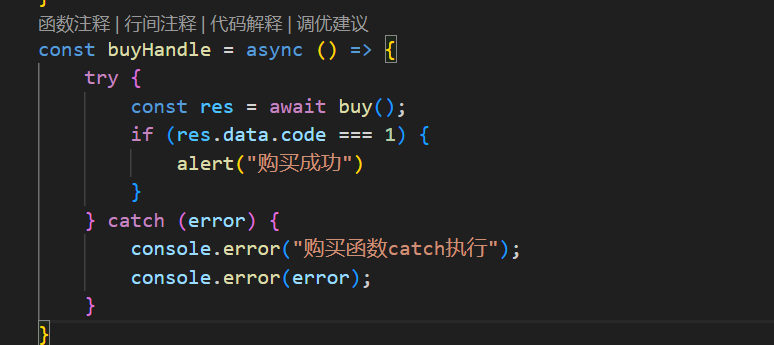 }
函数注释 | 行间注释 | 代码解释 | 调优建议
const buyHandle = async () => {
    try {
        const res = await buy();
        if (res.data.code === 1) {
            alert("购买成功")
        }
    } catch (error) {
        console.error("购买函数catch执行");
        console.error(error);
    }
}